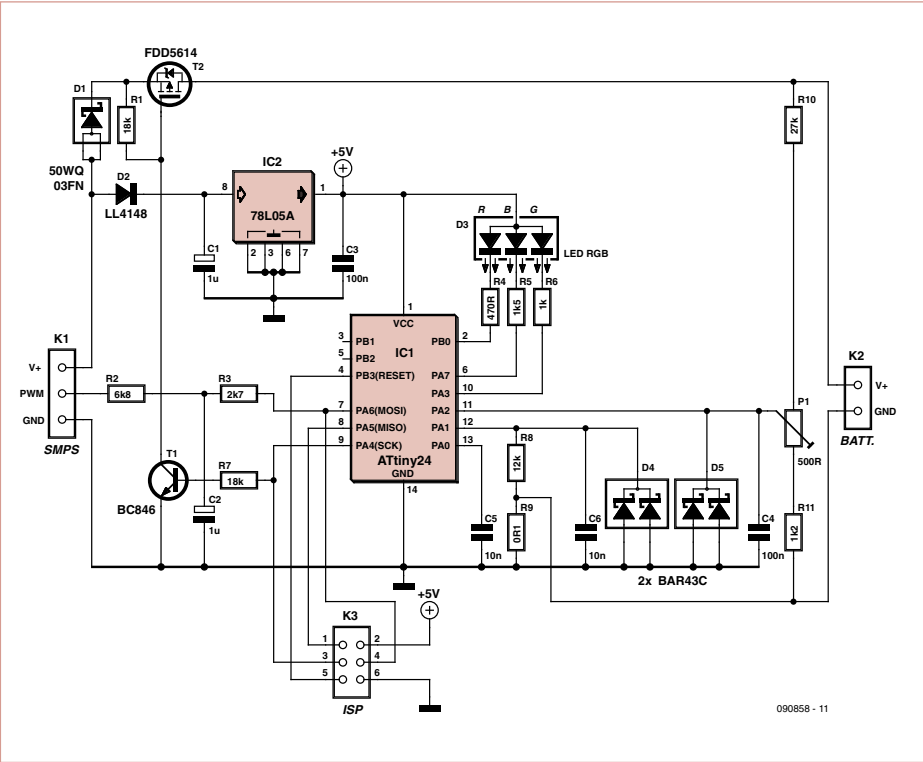 FDD5614
T2
D1
R1
18k
R10
27k
50WQ
03FN
D2
LL4148
IC2
+5V
8
1
78L05A
2 3 6 7
C1
1u
C3
100n
R B G
D3
LED RGB
R4 R5 R6
470R
1k5
1k
1
VCC
IC1
3 PB1
5 PB2
4 PB3(RESET)
7 PA6(MOSI)
8 PA5(MISO)
9 PA4(SCK)
PB0 2
PA7 6
PA3 10
PA2 11
PA1 12
PA0 13
ATtiny24
GND
14
K1
V+
PWM
GND
SMPS
R2
6k8
R3
2k7
T1
BC846
R7
18k
C2
1u
K2
V+
GND
BATT.
P1
500R
R8
12k
R9
0R1
D4
D5
R11
1k2
C5
10n
C6
10n
C4
100n
2x BAR43C
+5V
K3
1 2
3 4
5 6
ISP
090858 - 11